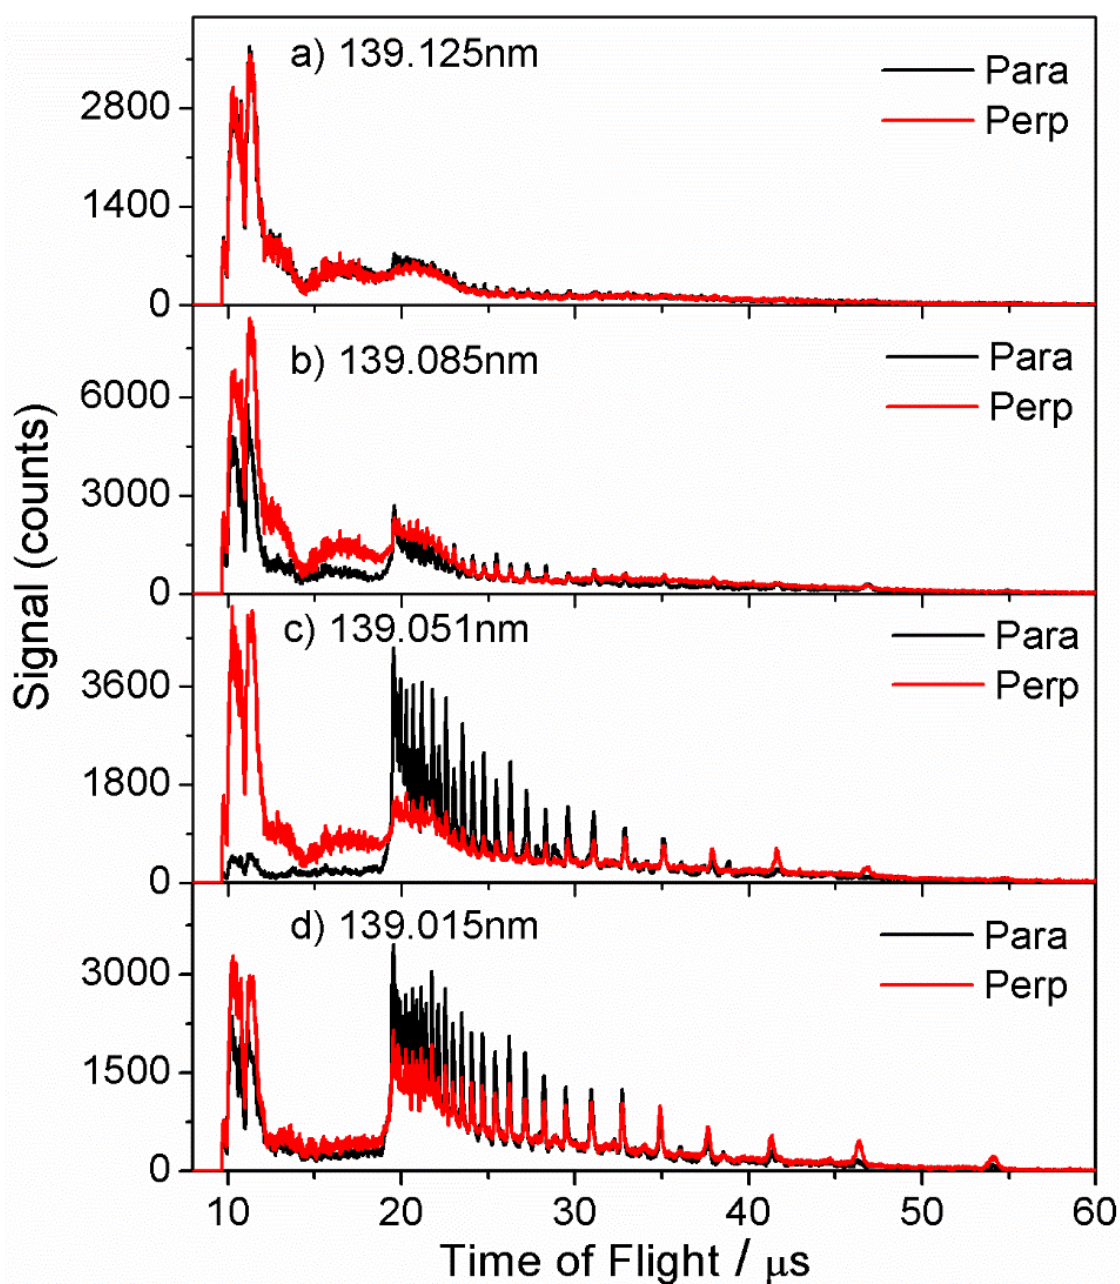 a) 139.125nm
Para
Perp
2800
1400
0
b) 139.085nm
Para
Perp
6000
3000
0
c) 139.051nm
Para
Perp
3600
1800
0
d) 139.015nm
Para
Perp
3000
1500
0
Signal (counts)
10 20 30 40 50 60
Time of Flight / μs